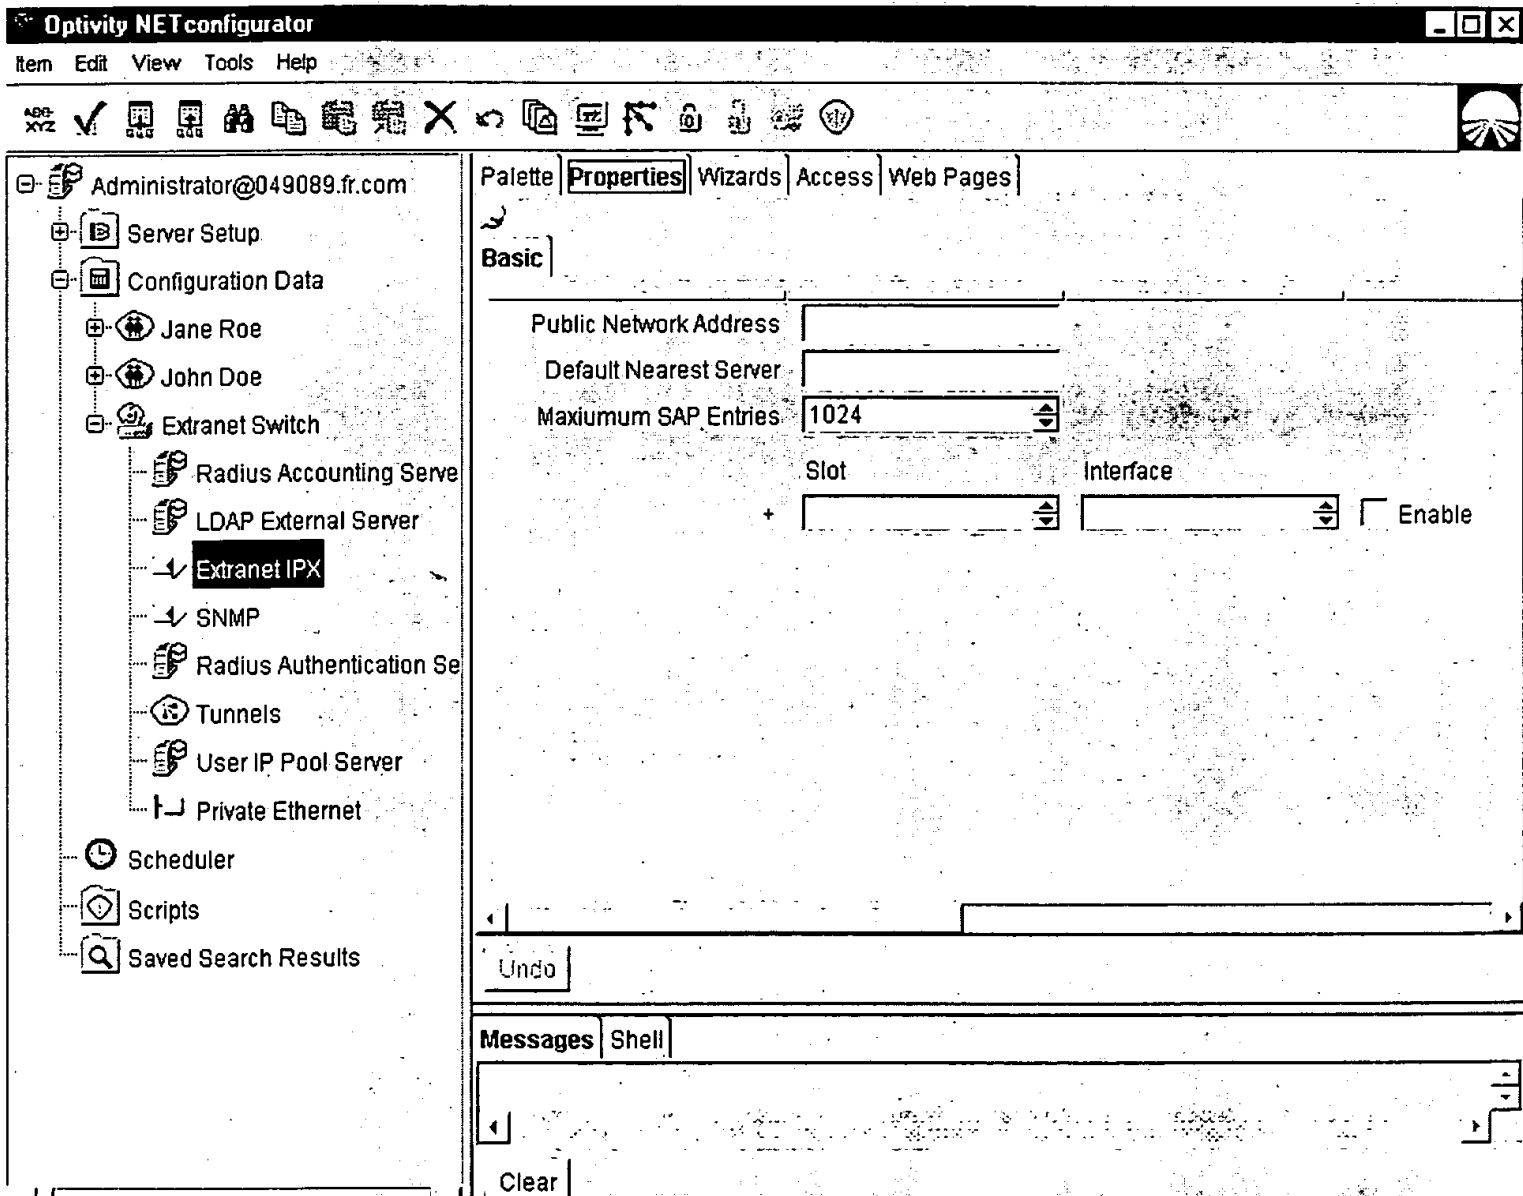 Optivity NETconfigurator
Item Edit View Tools Help
ABC-
XYZ
Administrator@049089.fr.com
Server Setup
Configuration Data
Jane Roe
John Doe
Extranet Switch
Radius Accounting Serve
LDAP External Server
Extranet IPX
SNMP
Radius Authentication Se
Tunnels
User IP Pool Server
Private Ethernet
Scheduler
Scripts
Saved Search Results
Palette Properties Wizards Access Web Pages
Basic
Public Network Address
Default Nearest Server
Maxiumum SAP Entries 1024
Slot Interface
+ Enable
Undo
Messages Shell
Clear